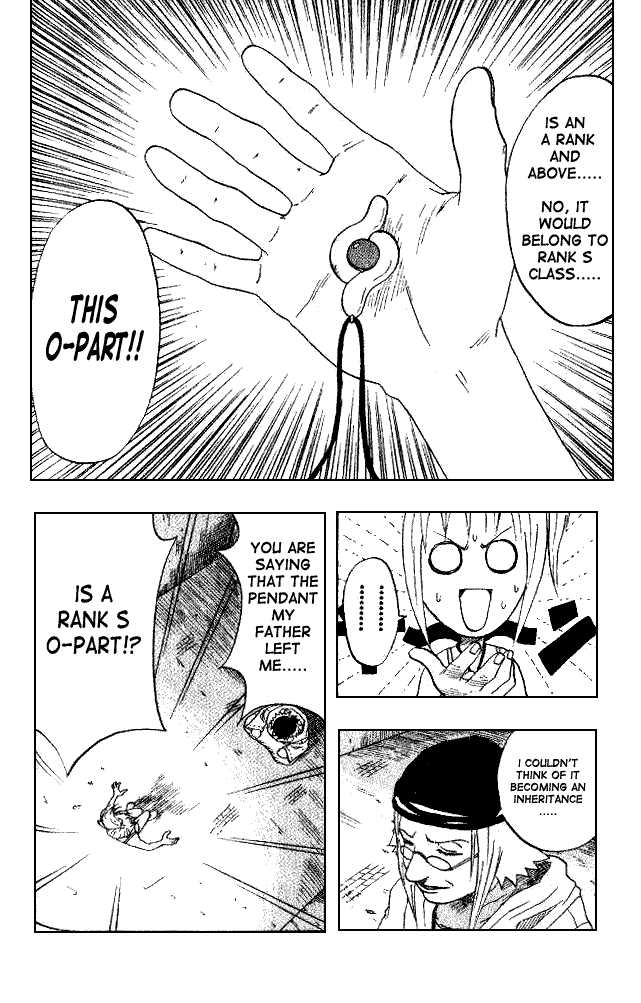 IS AN
A RANK
AND
ABOVE.....
NO, IT
WOULD
BELONG TO
RANK S
CLASS.....
THIS
O-PART!!
I COULDN'T
THINK OF IT
BECOMING AN
INHERITANCE
.....
YOU ARE
SAYING
THAT THE
PENDANT
MY
FATHER
LEFT
ME.....
IS A
RANK S
O-PART!?